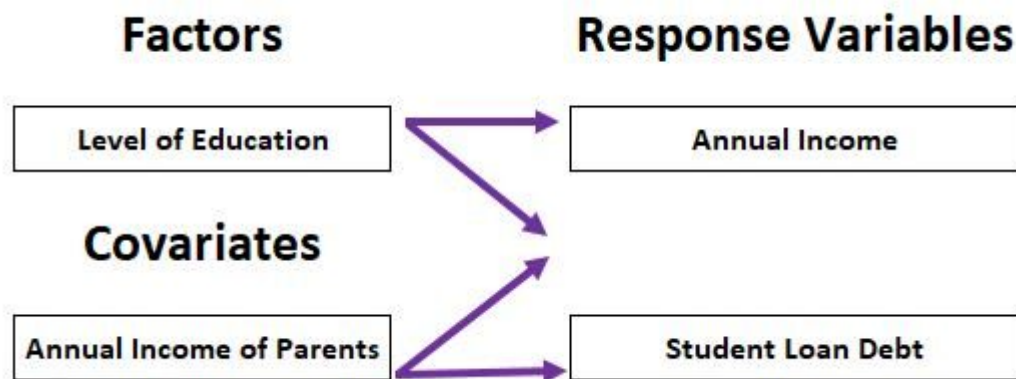 Factors
Response Variables
Level of Education
Annual Income
Covariates
Annual Income of Parents
Student Loan Debt